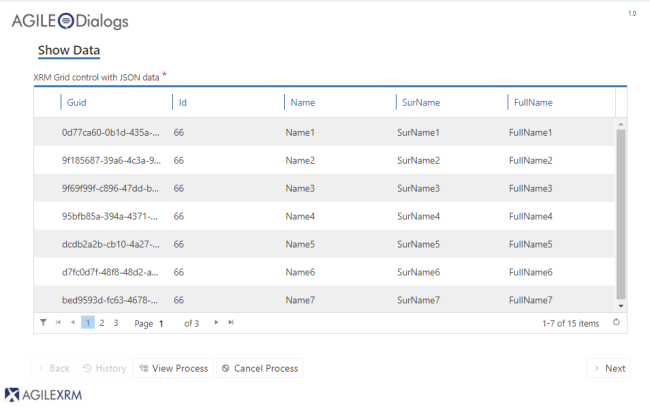 AGILE Dialogs
1.0
Show Data
XRM Grid control with JSON data *
Guid Id Name SurName FullName
0d77ca60-0b1d-435a-... 66 Name1 SurName1 FullName1
9f185687-39a6-4c3a-9... 66 Name2 SurName2 FullName2
9f69f99f-c896-47dd-b... 66 Name3 SurName3 FullName3
95bfb85a-394a-4371-... 66 Name4 SurName4 FullName4
dcdb2a2b-cb10-4a27-... 66 Name5 SurName5 FullName5
d7fc0d7f-48f8-48d2-a... 66 Name6 SurName6 FullName6
bed9593d-fc63-4678-... 66 Name7 SurName7 FullName7
1 2 3 Page 1 of 3 1-7 of 15 items
Back History View Process Cancel Process Next
AGILEXRM